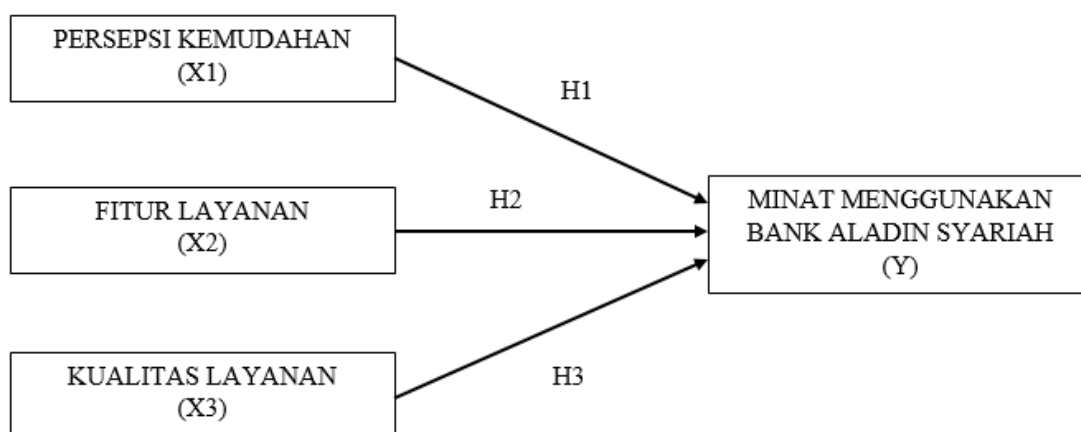 PERSEPSI KEMUDAHAN
(X1)
H1
FITUR LAYANAN
(X2)
H2
MINAT MENGGUNAKAN
BANK ALADIN SYARIAH
(Y)
KUALITAS LAYANAN
(X3)
H3